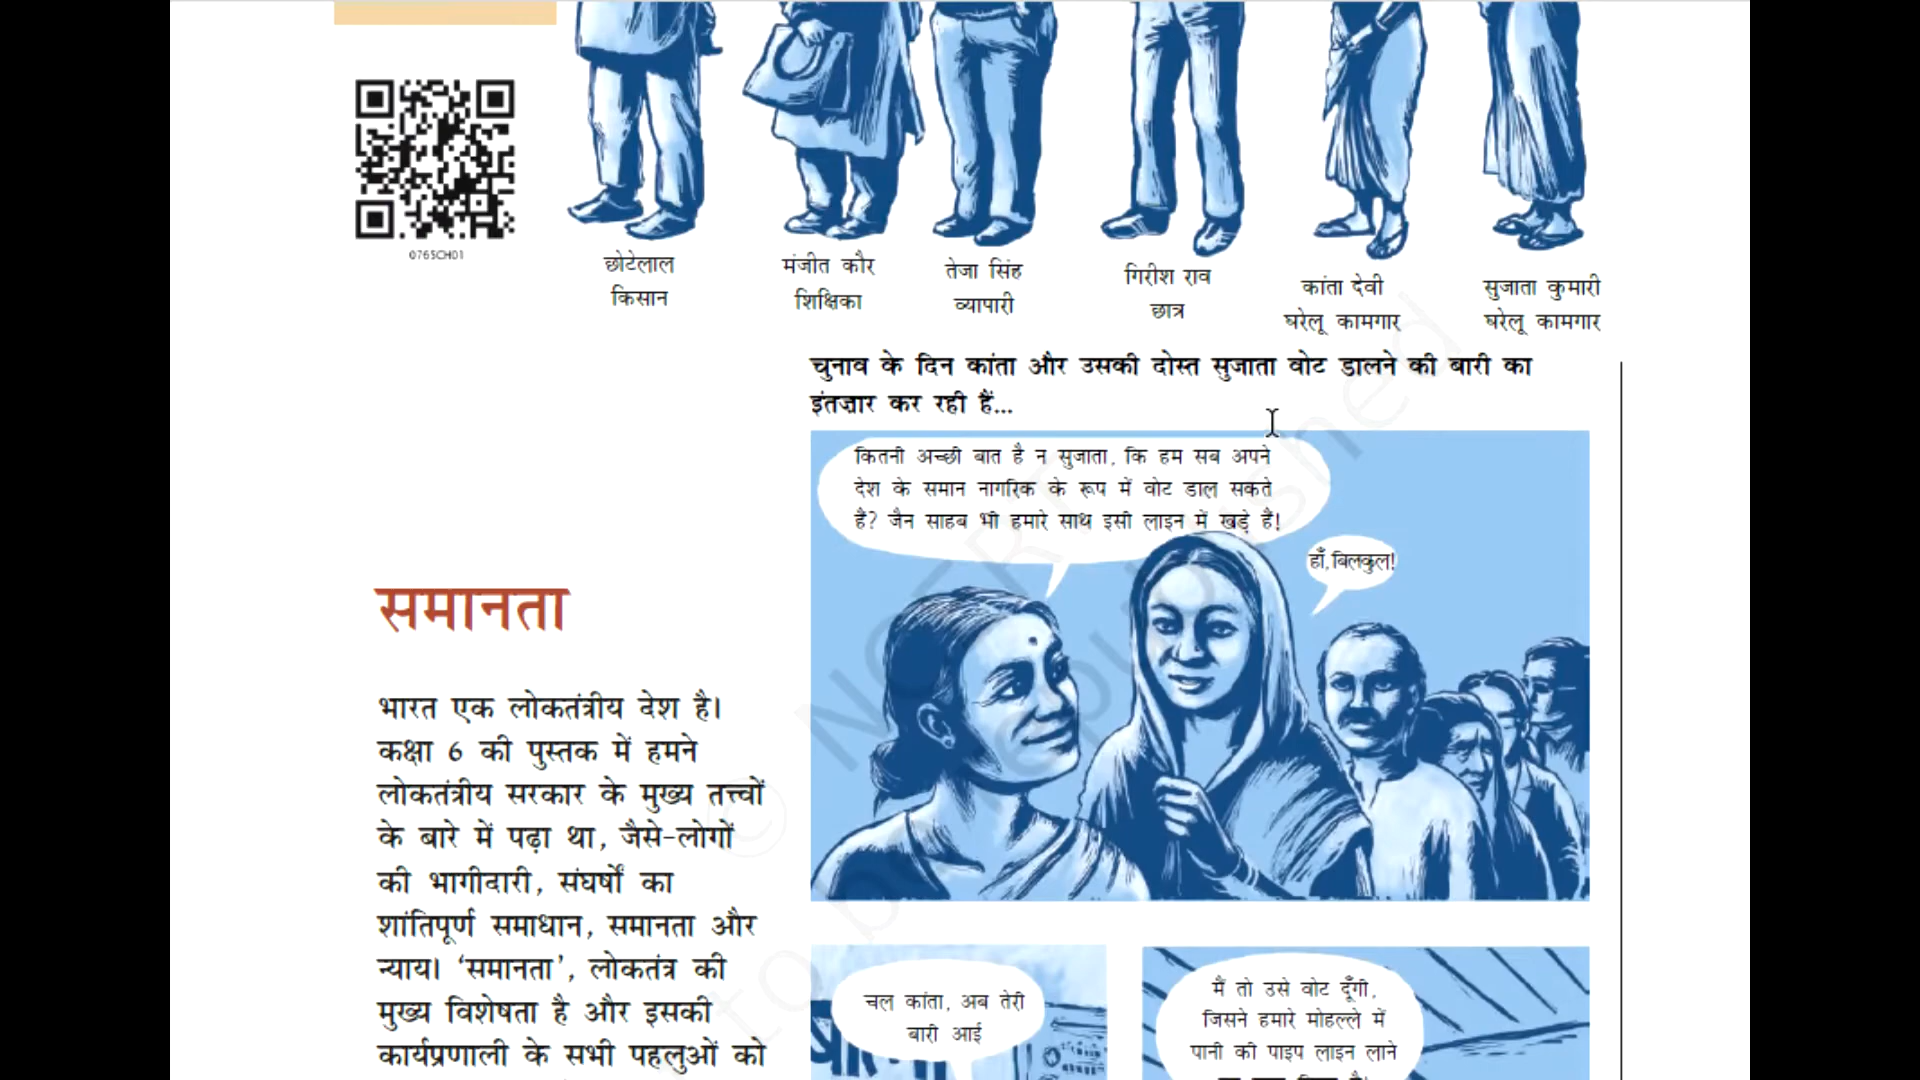 0765CH01
छोटेलाल
किसान
मंजीत कौर
शिक्षिका
तेजा सिंह
व्यापारी
गिरीश राव
छात्र
कांता देवी
घरेलू कामगार
सुजाता कुमारी
घरेलू कामगार
चुनाव के दिन कांता और उसकी दोस्त सुजाता वोट डालने की बारी का
इंतज़ार कर रही हैं...
कितनी अच्छी बात है न सुजाता, कि हम सब अपने
देश के समान नागरिक के रूप में वोट डाल सकते
हैं? जैन साहब भी हमारे साथ इसी लाइन में खड़े हैं!
हाँ,बिलकुल!
समानता
भारत एक लोकतंत्रीय देश है।
कक्षा 6 की पुस्तक में हमने
लोकतंत्रीय सरकार के मुख्य तत्त्वों
के बारे में पढ़ा था, जैसे-लोगों
की भागीदारी, संघर्षों का
शांतिपूर्ण समाधान, समानता और
न्याय। ‘समानता’, लोकतंत्र की
मुख्य विशेषता है और इसकी
कार्यप्रणाली के सभी पहलुओं को
चल कांता, अब तेरी
बारी आई
मैं तो उसे वोट दूँगी,
जिसने हमारे मोहल्ले में
पानी की पाइप लाइन लाने